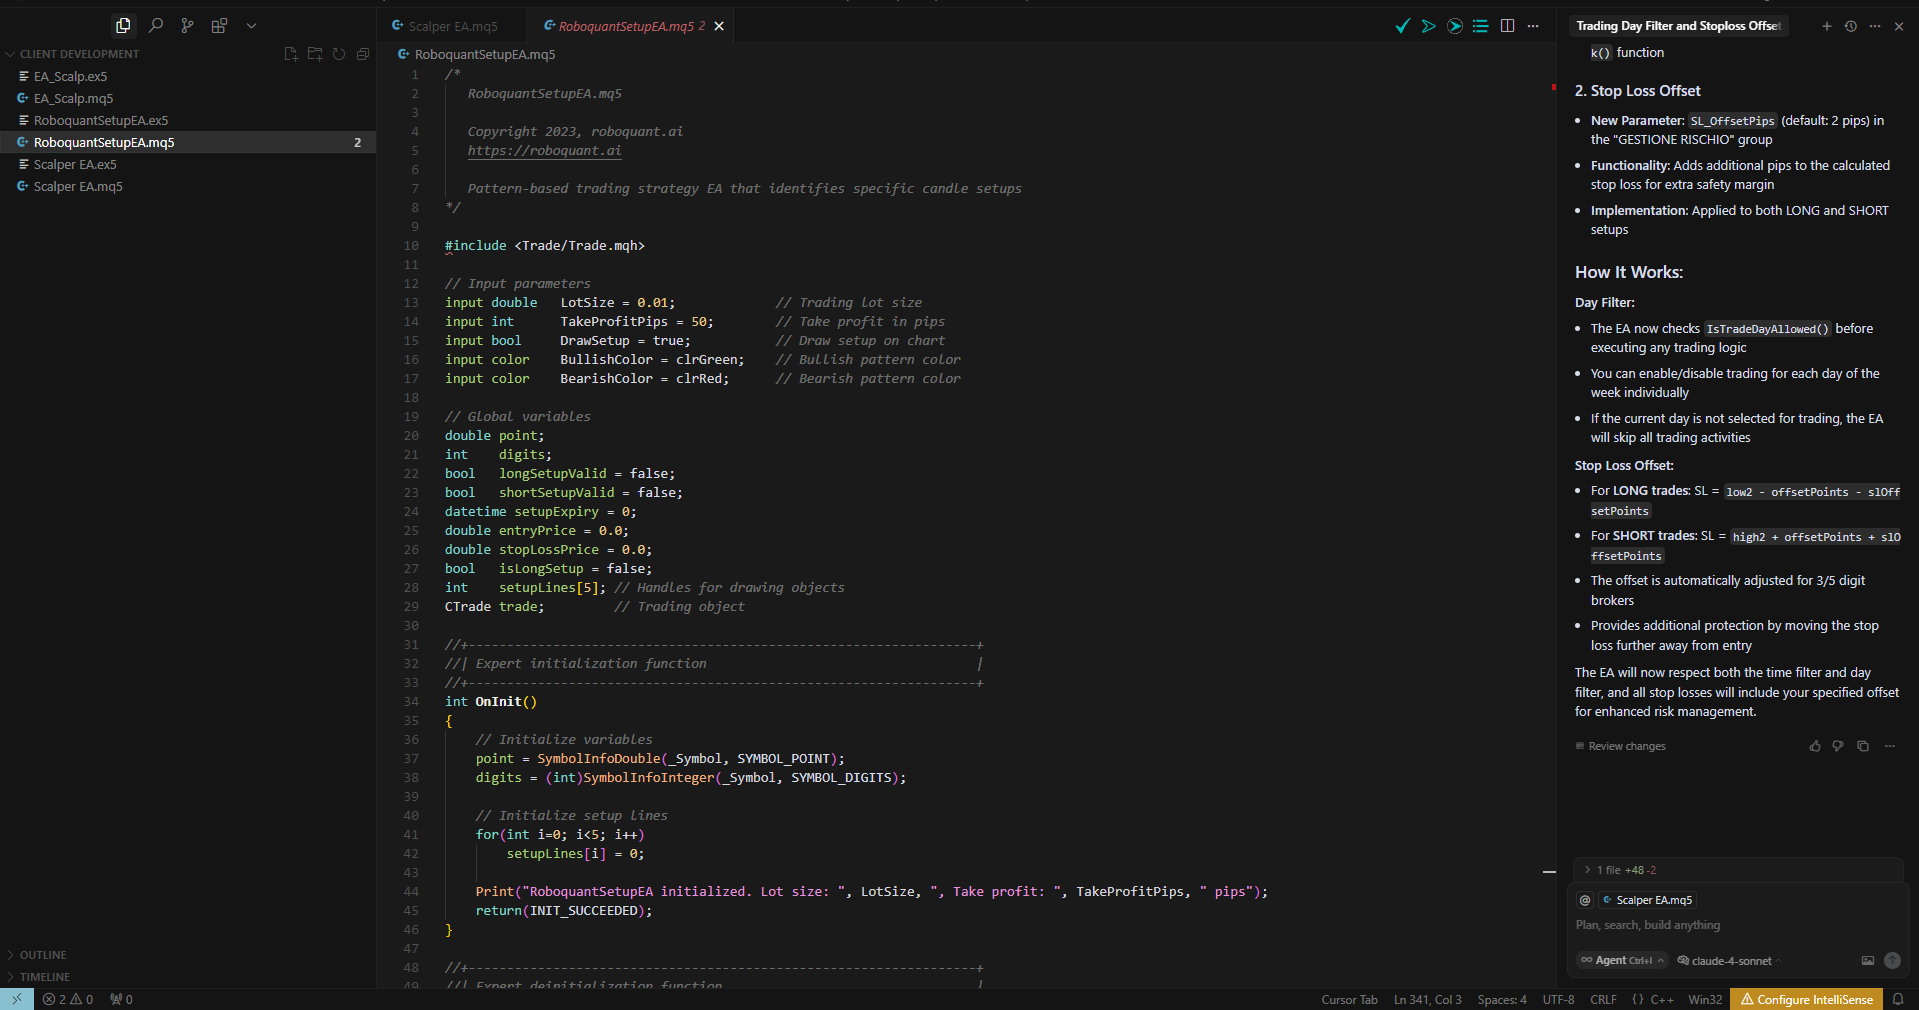 CLIENT DEVELOPMENT
EA_Scalp.ex5
EA_Scalp.mq5
RoboquantSetupEA.ex5
RoboquantSetupEA.mq5 2
Scalper EA.ex5
Scalper EA.mq5
OUTLINE
TIMELINE
Scalper EA.mq5
RoboquantSetupEA.mq5 2
RoboquantSetupEA.mq5
1 /*
2 RoboquantSetupEA.mq5
3
4 Copyright 2023, roboquant.ai
5 https://roboquant.ai
6
7 Pattern-based trading strategy EA that identifies specific candle setups
8 */
9
10 #include <Trade/Trade.mqh>
11
12 // Input parameters
13 input double LotSize = 0.01; // Trading lot size
14 input int TakeProfitPips = 50; // Take profit in pips
15 input bool DrawSetup = true; // Draw setup on chart
16 input color BullishColor = clrGreen; // Bullish pattern color
17 input color BearishColor = clrRed; // Bearish pattern color
18
19 // Global variables
20 double point;
21 int digits;
22 bool longSetupValid = false;
23 bool shortSetupValid = false;
24 datetime setupExpiry = 0;
25 double entryPrice = 0.0;
26 double stopLossPrice = 0.0;
27 bool isLongSetup = false;
28 int setupLines[5]; // Handles for drawing objects
29 CTrade trade; // Trading object
30
31 //+------------------------------------------------------------------+
32 //| Expert initialization function |
33 //+------------------------------------------------------------------+
34 int OnInit()
35 {
36 // Initialize variables
37 point = SymbolInfoDouble(_Symbol, SYMBOL_POINT);
38 digits = (int)SymbolInfoInteger(_Symbol, SYMBOL_DIGITS);
39
40 // Initialize setup lines
41 for(int i=0; i<5; i++)
42 setupLines[i] = 0;
43
44 Print("RoboquantSetupEA initialized. Lot size: ", LotSize, ", Take profit: ", TakeProfitPips, " pips");
45 return(INIT_SUCCEEDED);
46 }
47
48 //+------------------------------------------------------------------+
49 //| Expert deinitialization function
Trading Day Filter and Stoploss Offset
k() function
2. Stop Loss Offset
• New Parameter: SL_OffsetPips (default: 2 pips) in
the "GESTIONE RISCHIO" group
• Functionality: Adds additional pips to the calculated
stop loss for extra safety margin
• Implementation: Applied to both LONG and SHORT
setups
How It Works:
Day Filter:
• The EA now checks IsTradeDayAllowed() before
executing any trading logic
• You can enable/disable trading for each day of the
week individually
• If the current day is not selected for trading, the EA
will skip all trading activities
Stop Loss Offset:
• For LONG trades: SL = low2 - offsetPoints - slOff
setPoints
• For SHORT trades: SL = high2 + offsetPoints + slO
ffsetPoints
• The offset is automatically adjusted for 3/5 digit
brokers
• Provides additional protection by moving the stop
loss further away from entry
The EA will now respect both the time filter and day
filter, and all stop losses will include your specified offset
for enhanced risk management.
Review changes
1 file +48 -2
@ Scalper EA.mq5
Plan, search, build anything
∞ Agent Ctrl+I claude-4-sonnet
2 0 0
Cursor Tab Ln 341, Col 3 Spaces: 4 UTF-8 CRLF {} C++ Win32 Configure IntelliSense